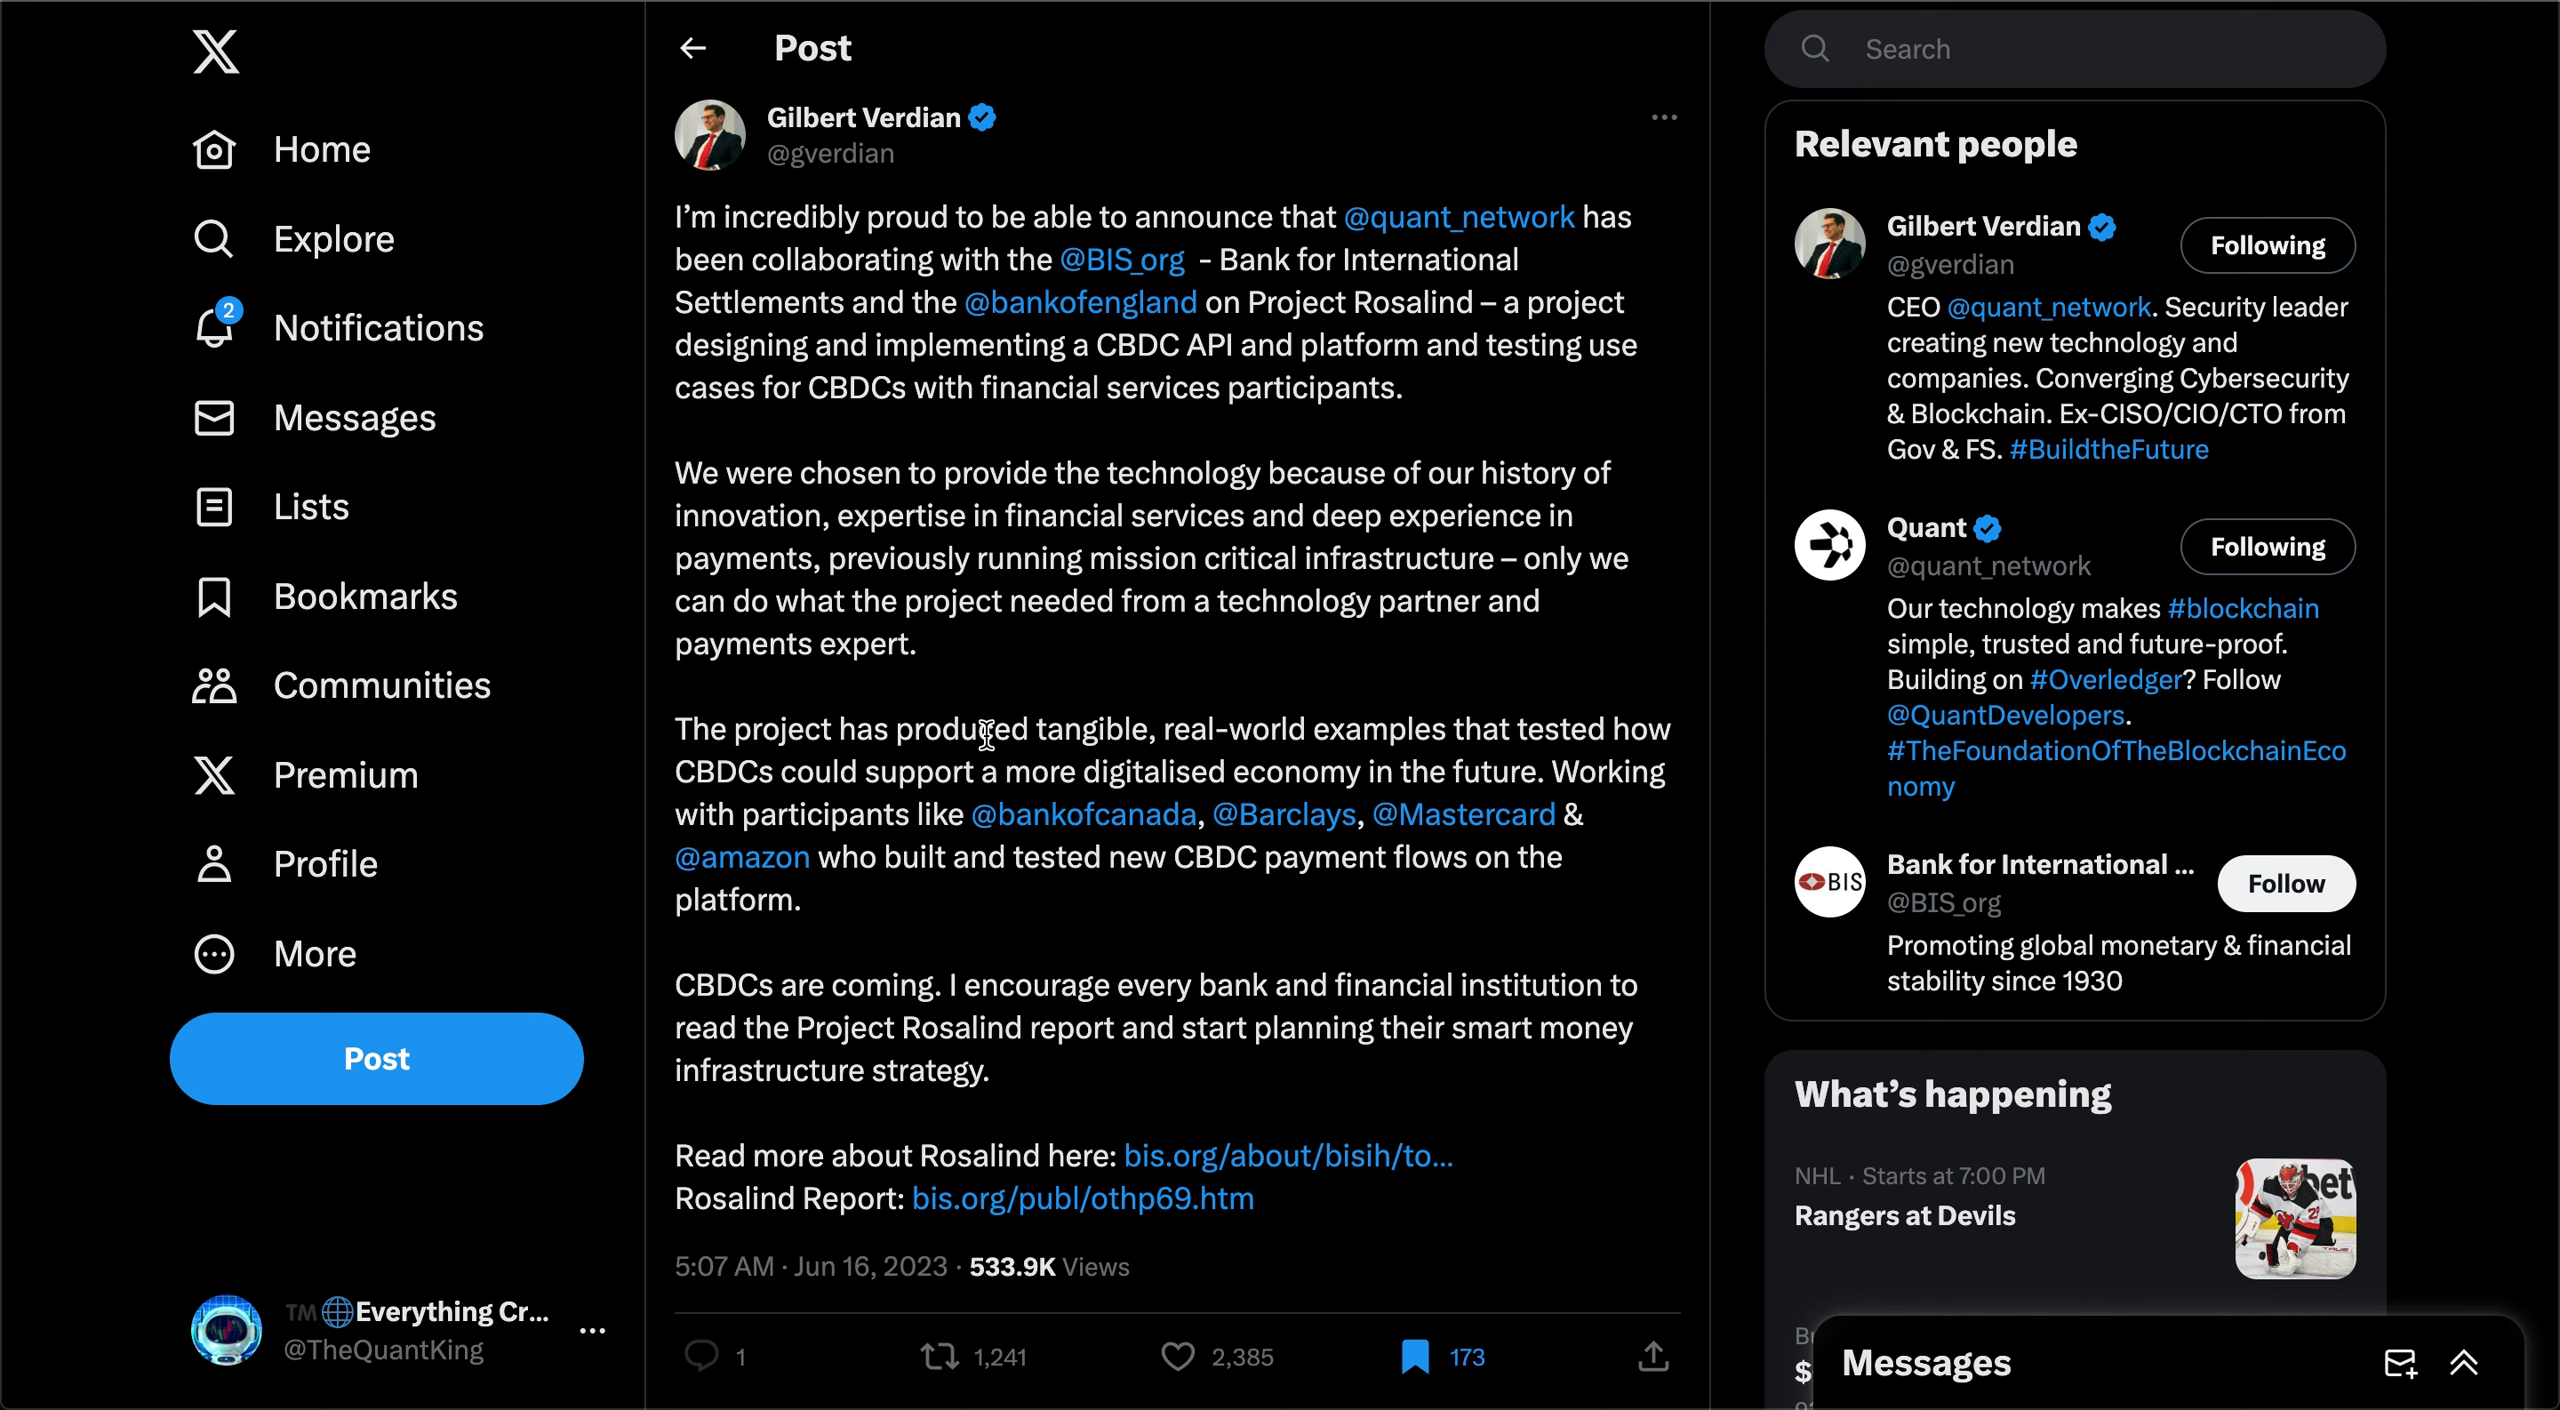 Home
Explore
2
Notifications
Messages
Lists
Bookmarks
Communities
Premium
Profile
More
Post
TM Everything Cr...
@TheQuantKing
Post
Gilbert Verdian
@gverdian
I'm incredibly proud to be able to announce that @quant_network has
been collaborating with the @BIS_org - Bank for International
Settlements and the @bankofengland on Project Rosalind – a project
designing and implementing a CBDC API and platform and testing use
cases for CBDCs with financial services participants.
We were chosen to provide the technology because of our history of
innovation, expertise in financial services and deep experience in
payments, previously running mission critical infrastructure – only we
can do what the project needed from a technology partner and
payments expert.
The project has produced tangible, real-world examples that tested how
CBDCs could support a more digitalised economy in the future. Working
with participants like @bankofcanada, @Barclays, @Mastercard &
@amazon who built and tested new CBDC payment flows on the
platform.
CBDCs are coming. I encourage every bank and financial institution to
read the Project Rosalind report and start planning their smart money
infrastructure strategy.
Read more about Rosalind here: bis.org/about/bisih/to...
Rosalind Report: bis.org/publ/othp69.htm
5:07 AM · Jun 16, 2023 · 533.9K Views
1 1,241 2,385 173
Search
Relevant people
Gilbert Verdian
Following
@gverdian
CEO @quant_network. Security leader
creating new technology and
companies. Converging Cybersecurity
& Blockchain. Ex-CISO/CIO/CTO from
Gov & FS. #BuildtheFuture
Quant
Following
@quant_network
Our technology makes #blockchain
simple, trusted and future-proof.
Building on #Overledger? Follow
@QuantDevelopers.
#TheFoundationOfTheBlockchainEco
nomy
BIS
Bank for International ...
Follow
@BIS_org
Promoting global monetary & financial
stability since 1930
What's happening
NHL · Starts at 7:00 PM
Rangers at Devils
$
Messages